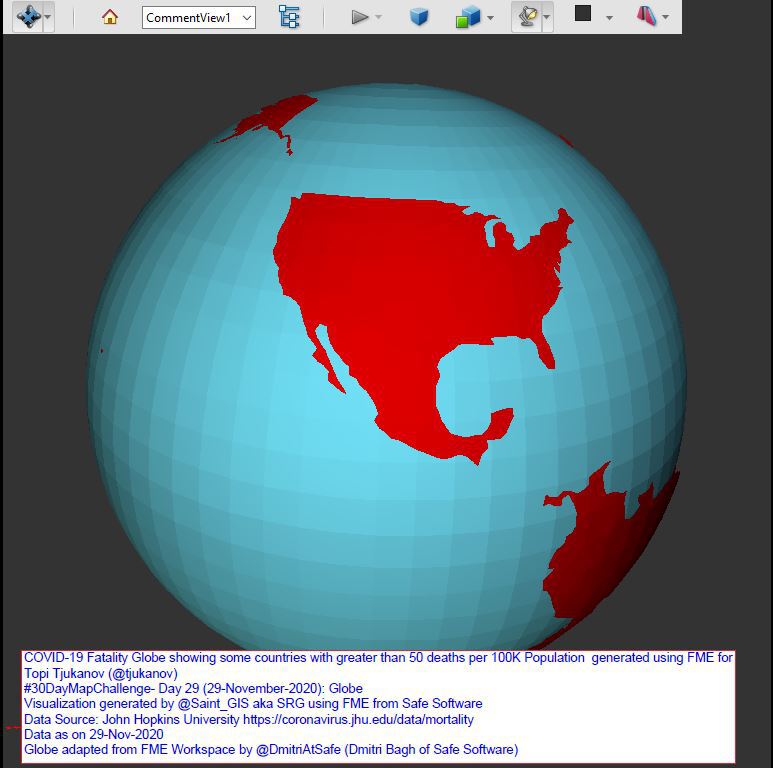 CommentView1
COVID-19 Fatality Globe showing some countries with greater than 50 deaths per 100K Population generated using FME for
Topi Tjukanov (@tjukanov)
#30DayMapChallenge- Day 29 (29-November-2020): Globe
Visualization generated by @Saint_GIS aka SRG using FME from Safe Software
Data Source: John Hopkins University https://coronavirus.jhu.edu/data/mortality
Data as on 29-Nov-2020
Globe adapted from FME Workspace by @DmitriAtSafe (Dmitri Bagh of Safe Software)